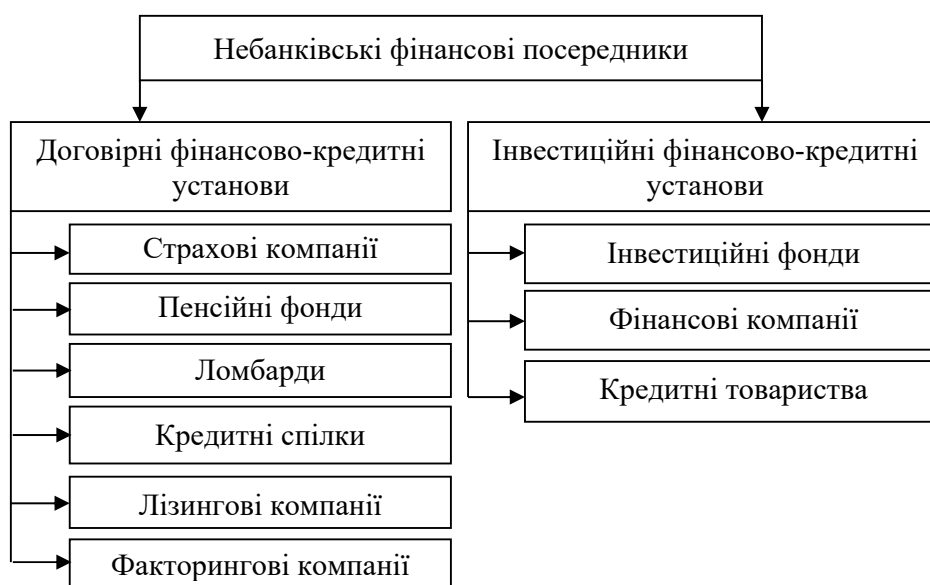 Небанківські фінансові посередники
Договірні фінансово-кредитні
установи
Страхові компанії
Пенсійні фонди
Ломбарди
Кредитні спілки
Лізингові компанії
Факторингові компанії
Інвестиційні фінансово-кредитні
установи
Інвестиційні фонди
Фінансові компанії
Кредитні товариства